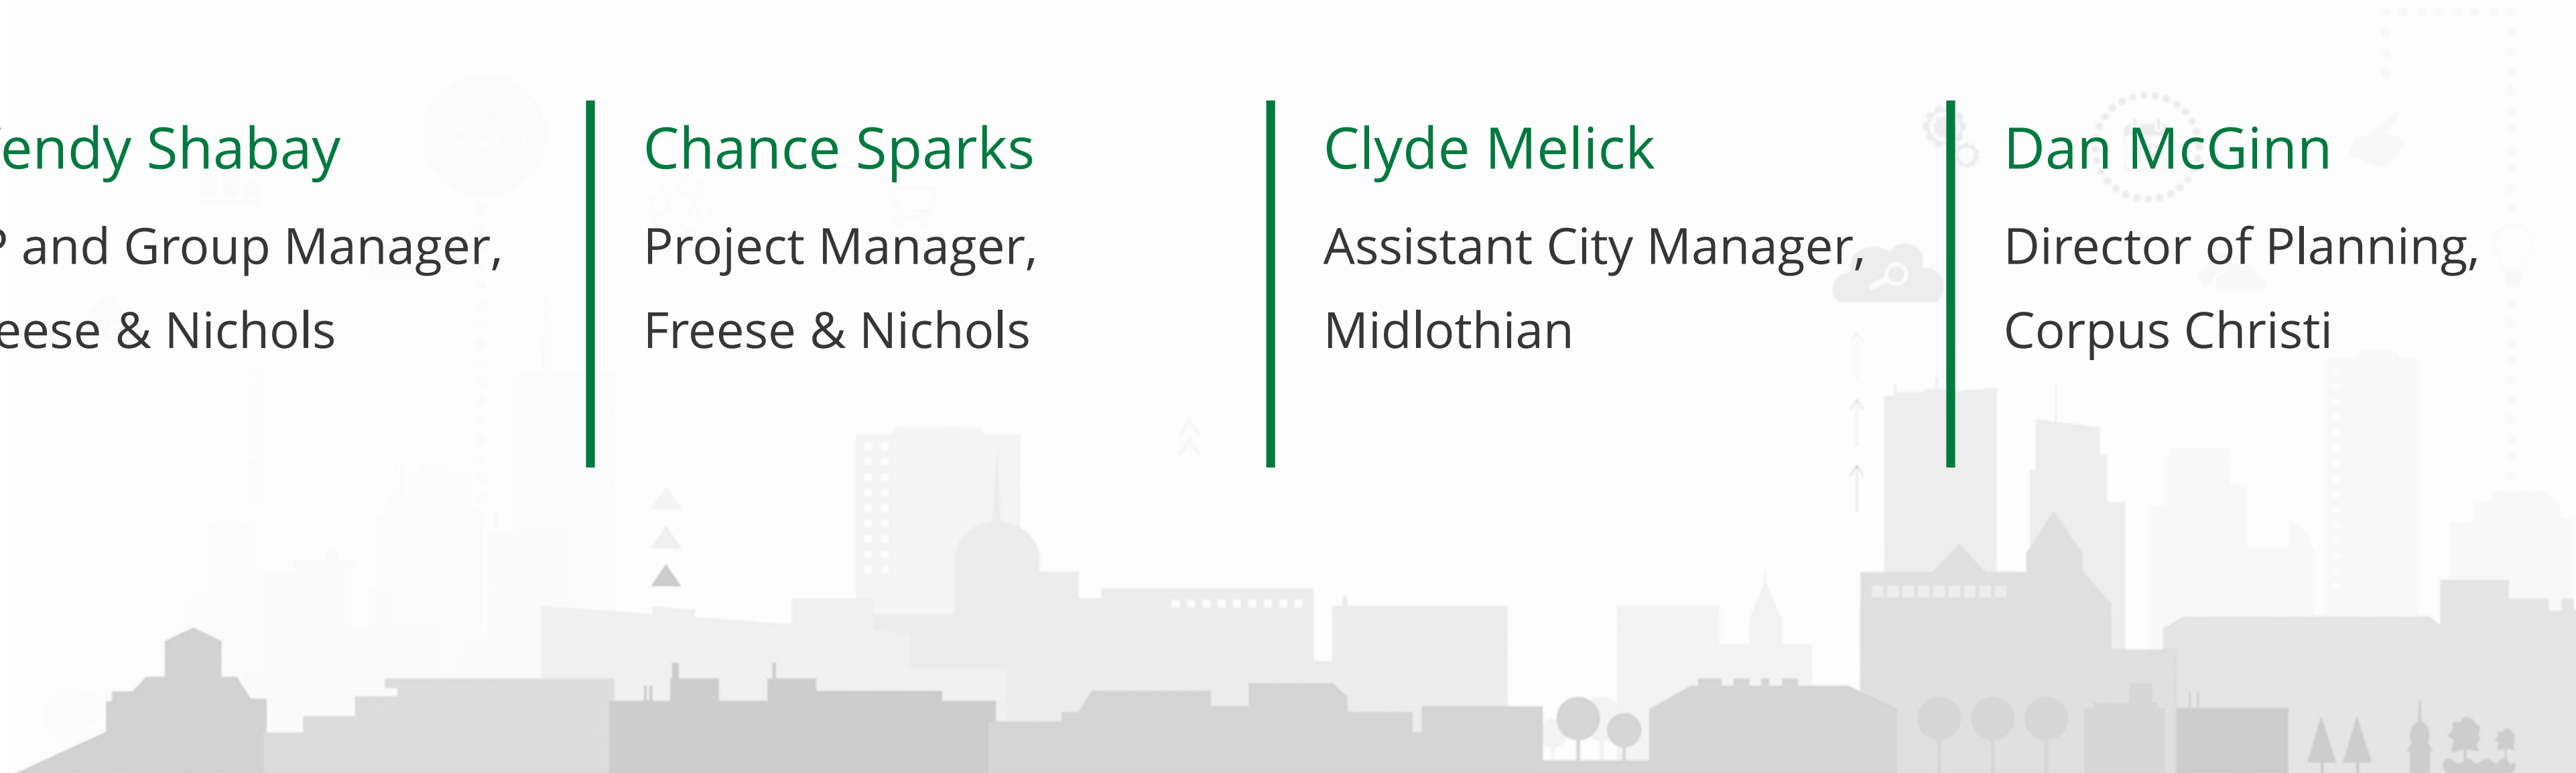 endy Shabay
P and Group Manager,
eese & Nichols
Chance Sparks
Project Manager,
Freese & Nichols
Clyde Melick
Assistant City Manager,
Midlothian
Dan McGinn
Director of Planning,
Corpus Christi